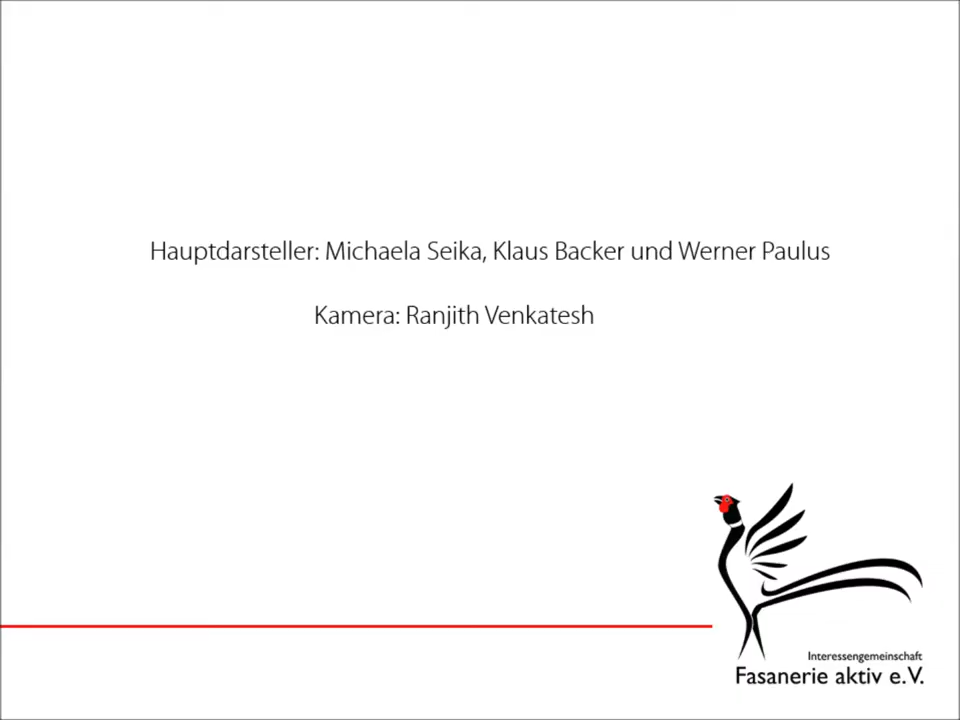 Hauptdarsteller: Michaela Seika, Klaus Backer und Werner Paulus
Kamera: Ranjith Venkatesh
Interessengemeinschaft
Fasanerie aktiv e.V.